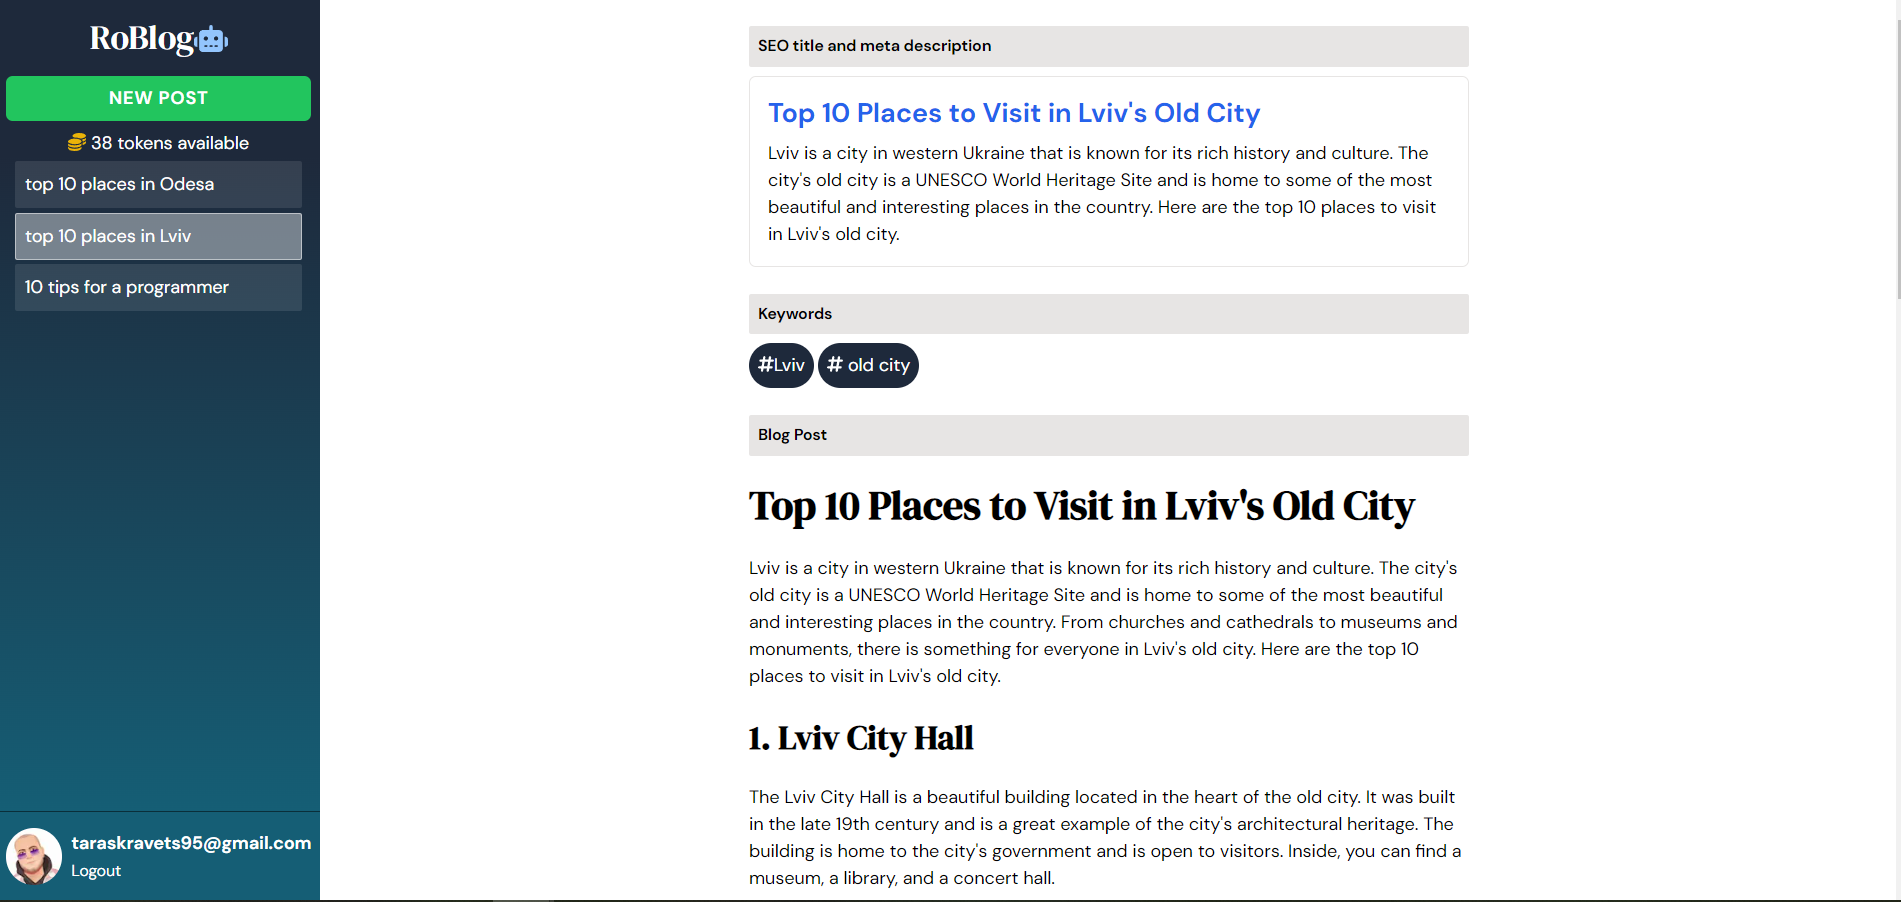 RoBlog
NEW POST
38 tokens available
top 10 places in Odesa
top 10 places in Lviv
10 tips for a programmer
taraskravets95@gmail.com
Logout
SEO title and meta description
Top 10 Places to Visit in Lviv's Old City
Lviv is a city in western Ukraine that is known for its rich history and culture. The
city's old city is a UNESCO World Heritage Site and is home to some of the most
beautiful and interesting places in the country. Here are the top 10 places to visit
in Lviv's old city.
Keywords
#Lviv # old city
Blog Post
Top 10 Places to Visit in Lviv's Old City
Lviv is a city in western Ukraine that is known for its rich history and culture. The city's
old city is a UNESCO World Heritage Site and is home to some of the most beautiful
and interesting places in the country. From churches and cathedrals to museums and
monuments, there is something for everyone in Lviv's old city. Here are the top 10
places to visit in Lviv's old city.
1. Lviv City Hall
The Lviv City Hall is a beautiful building located in the heart of the old city. It was built
in the late 19th century and is a great example of the city's architectural heritage. The
building is home to the city's government and is open to visitors. Inside, you can find a
museum, a library, and a concert hall.